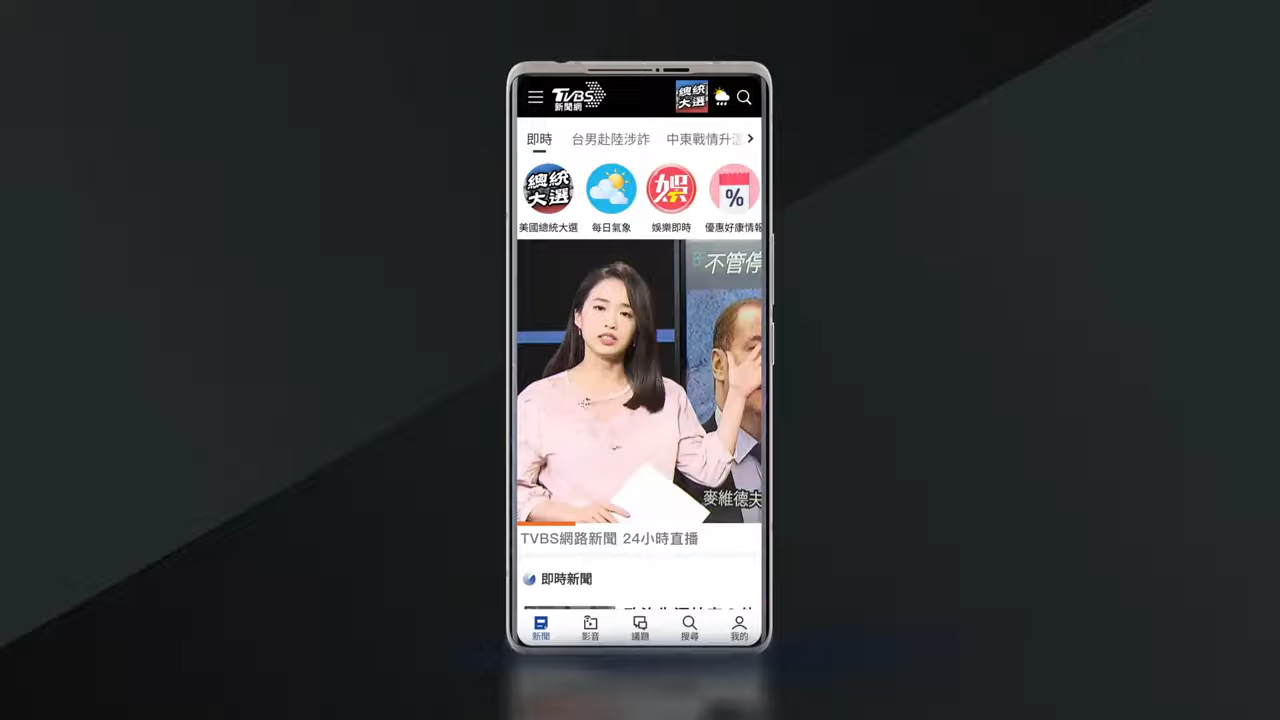 TVBS
新聞網
總統
大選
即時 台男赴陸涉詐 中東戰情升溫
總統
大選
娛
%
美國總統大選 每日氣象 娛樂即時 優惠好康情報
不管停
麥維德夫
TVBS網路新聞 24小時直播
即時新聞
新聞 影音 議題 搜尋 我的